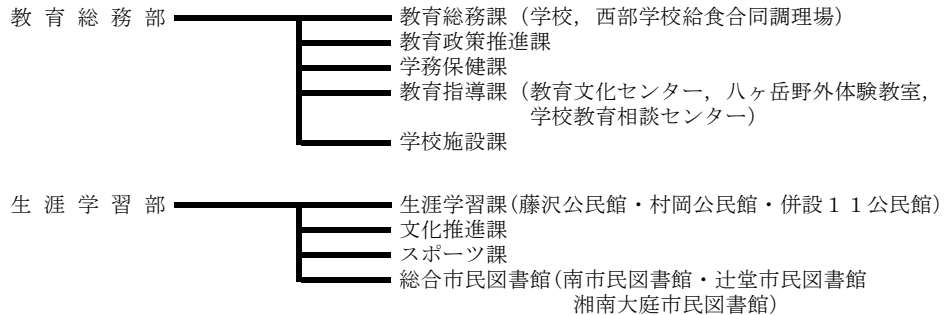 教育総務部 教育総務課（学校，西部学校給食合同調理場）
教育政策推進課
学務保健課
教育指導課（教育文化センター，八ヶ岳野外体験教室，
学校教育相談センター）
学校施設課
生涯学習部 生涯学習課(藤沢公民館・村岡公民館・併設１１公民館)
文化推進課
スポーツ課
総合市民図書館(南市民図書館・辻堂市民図書館
湘南大庭市民図書館)